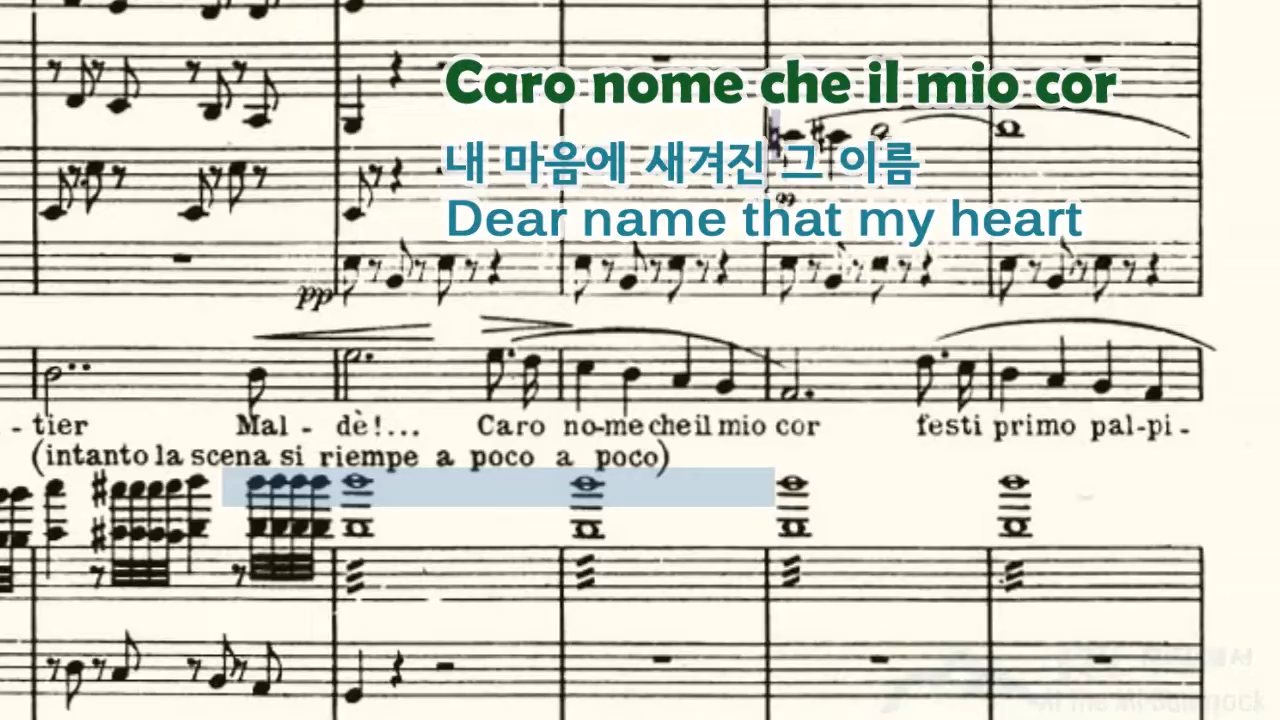 Caro nome che il mio cor
내 마음에 새겨진 그 이름
Dear name that my heart
pp
- tier Mal - dè!... Caro no-me che il mio cor festi primo pal-pi-
(intanto la scena si riempe a poco a poco)